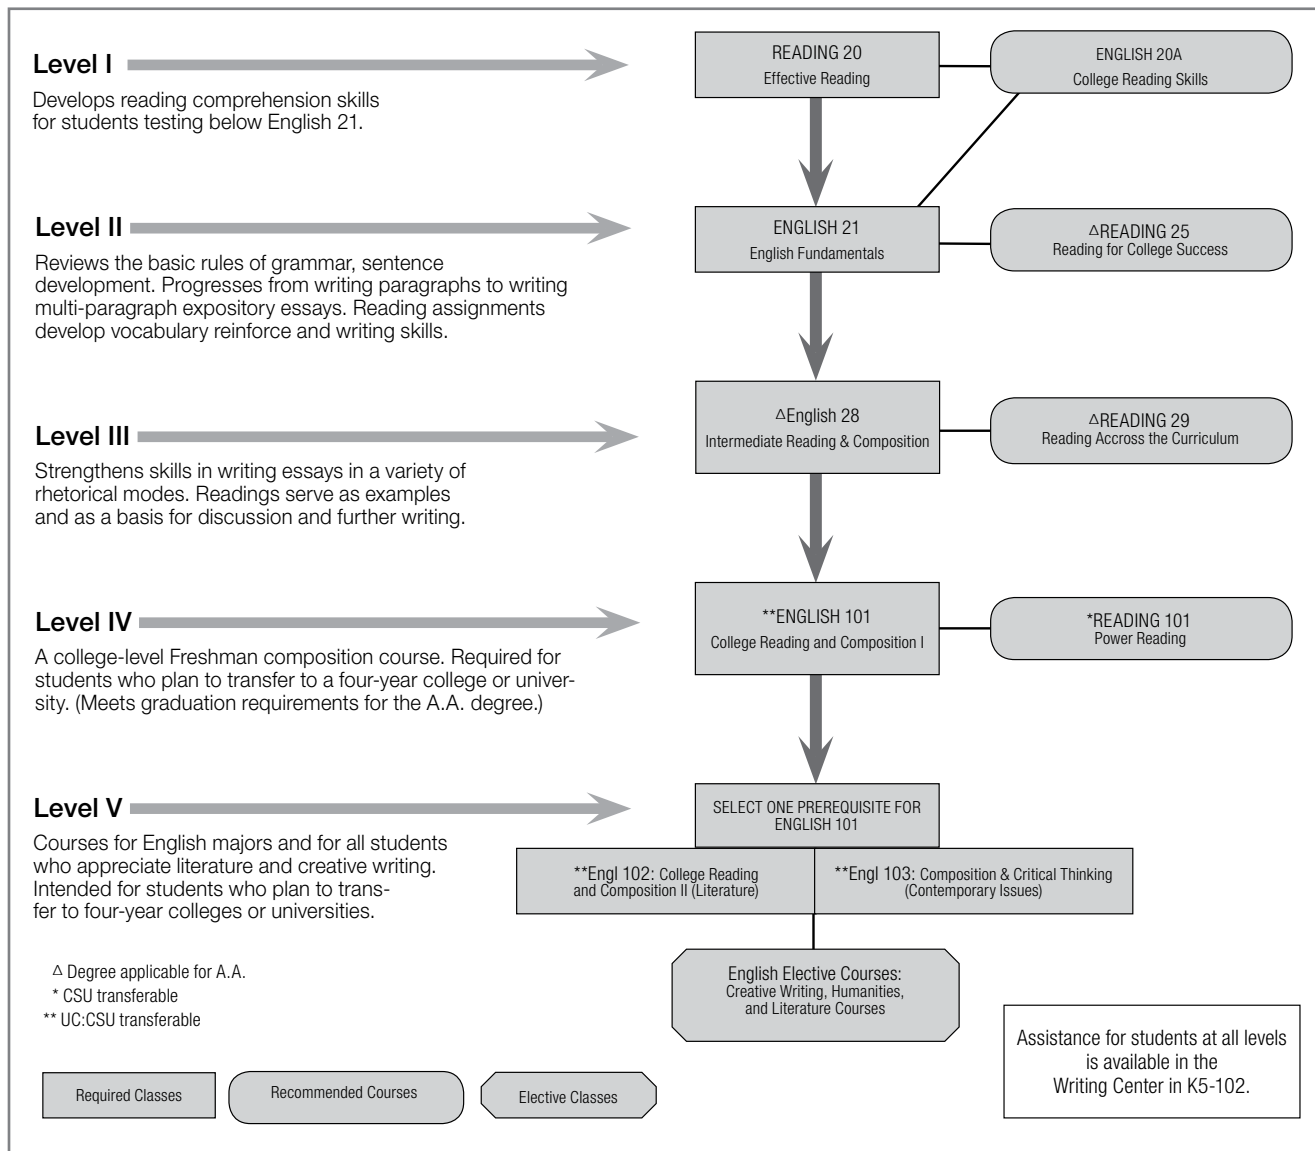 Level I
Develops reading comprehension skills
for students testing below English 21.
READING 20
Effective Reading
ENGLISH 20A
College Reading Skills
Level II
Reviews the basic rules of grammar, sentence
development. Progresses from writing paragraphs to writing
multi-paragraph expository essays. Reading assignments
develop vocabulary reinforce and writing skills.
ENGLISH 21
English Fundamentals
△READING 25
Reading for College Success
Level III
Strengthens skills in writing essays in a variety of
rhetorical modes. Readings serve as examples
and as a basis for discussion and further writing.
△English 28
Intermediate Reading & Composition
△READING 29
Reading Accross the Curriculum
Level IV
A college-level Freshman composition course. Required for
students who plan to transfer to a four-year college or univer-
sity. (Meets graduation requirements for the A.A. degree.)
**ENGLISH 101
College Reading and Composition I
*READING 101
Power Reading
Level V
Courses for English majors and for all students
who appreciate literature and creative writing.
Intended for students who plan to trans-
fer to four-year colleges or universities.
SELECT ONE PREREQUISITE FOR
ENGLISH 101
**Engl 102: College Reading
and Composition II (Literature)
**Engl 103: Composition & Critical Thinking
(Contemporary Issues)
English Elective Courses:
Creative Writing, Humanities,
and Literature Courses
△ Degree applicable for A.A.
* CSU transferable
** UC:CSU transferable
Required Classes
Recommended Courses
Elective Classes
Assistance for students at all levels
is available in the
Writing Center in K5-102.